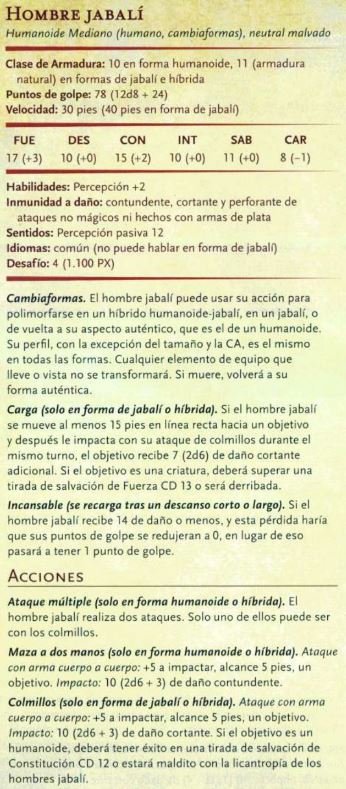 HOMBRE JABALÍ
Humanoide Mediano (humano, cambiaformas), neutral malvado
Clase de Armadura: 10 en forma humanoide, 11 (armadura
natural) en formas de jabalí e híbrida
Puntos de golpe: 78 (12d8 + 24)
Velocidad: 30 pies (40 pies en forma de jabalí)
FUE DES CON INT SAB CAR
17 (+3) 10 (+0) 15 (+2) 10 (+0) 11 (+0) 8 (−1)
Habilidades: Percepción +2
Inmunidad a daño: contundente, cortante y perforante de
ataques no mágicos ni hechos con armas de plata
Sentidos: Percepción pasiva 12
Idiomas: común (no puede hablar en forma de jabalí)
Desafío: 4 (1.100 PX)
Cambiaformas. El hombre jabalí puede usar su acción para
polimorfarse en un híbrido humanoide-jabalí, en un jabalí, o
de vuelta a su aspecto auténtico, que es el de un humanoide.
Su perfil, con la excepción del tamaño y la CA, es el mismo
en todas las formas. Cualquier elemento de equipo que
lleve o vista no se transformará. Si muere, volverá a su
forma auténtica.
Carga (solo en forma de jabalí o híbrida). Si el hombre jabalí
se mueve al menos 15 pies en línea recta hacia un objetivo
y después le impacta con su ataque de colmillos durante el
mismo turno, el objetivo recibe 7 (2d6) de daño cortante
adicional. Si el objetivo es una criatura, deberá superar una
tirada de salvación de Fuerza CD 13 o será derribada.
Incansable (se recarga tras un descanso corto o largo). Si el
hombre jabalí recibe 14 de daño o menos, y esta pérdida haría
que sus puntos de golpe se redujeran a 0, en lugar de eso
pasará a tener 1 punto de golpe.
ACCIONES
Ataque múltiple (solo en forma humanoide o híbrida). El
hombre jabalí realiza dos ataques. Solo uno de ellos puede ser
con los colmillos.
Maza a dos manos (solo en forma humanoide o híbrida). Ataque
con arma cuerpo a cuerpo: +5 a impactar, alcance 5 pies, un
objetivo. Impacto: 10 (2d6 + 3) de daño contundente.
Colmillos (solo en forma de jabalí o híbrida). Ataque con arma
cuerpo a cuerpo: +5 a impactar, alcance 5 pies, un objetivo.
Impacto: 10 (2d6 + 3) de daño cortante. Si el objetivo es un
humanoide, deberá tener éxito en una tirada de salvación de
Constitución CD 12 o estará maldito con la licantropía de los
hombres jabalí.